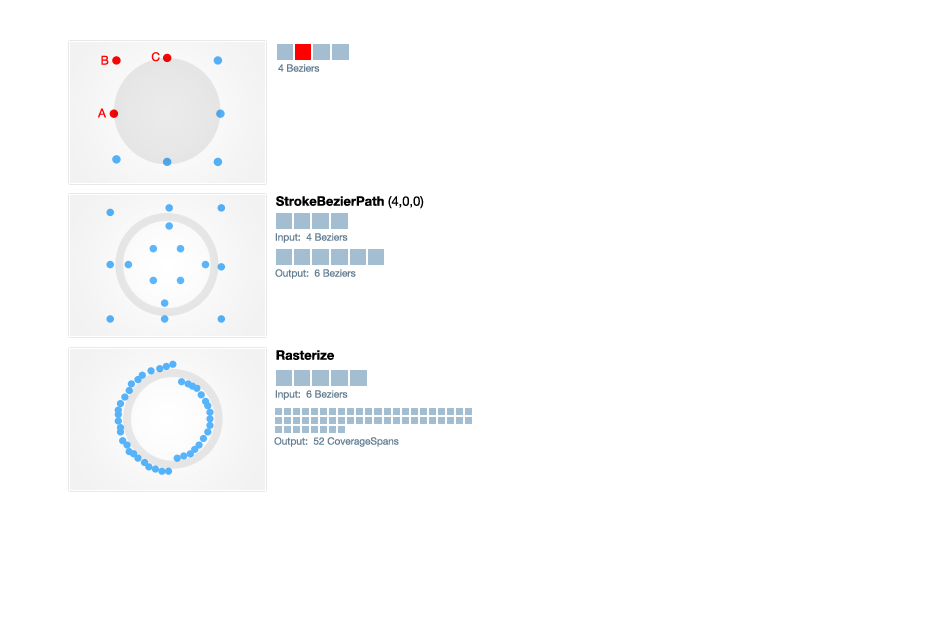 B
C
A
4 Beziers
StrokeBezierPath (4,0,0)
Input: 4 Beziers
Output: 6 Beziers
Rasterize
Input: 6 Beziers
Output: 52 CoverageSpans